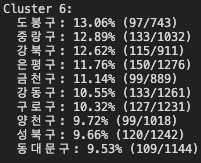 Cluster 6:
도봉구: 13.06% (97/743)
중랑구: 12.89% (133/1032)
강북구: 12.62% (115/911)
은평구: 11.76% (150/1276)
금천구: 11.14% (99/889)
강동구: 10.55% (133/1261)
구로구: 10.32% (127/1231)
양천구: 9.72% (99/1018)
성북구: 9.66% (120/1242)
동대문구: 9.53% (109/1144)